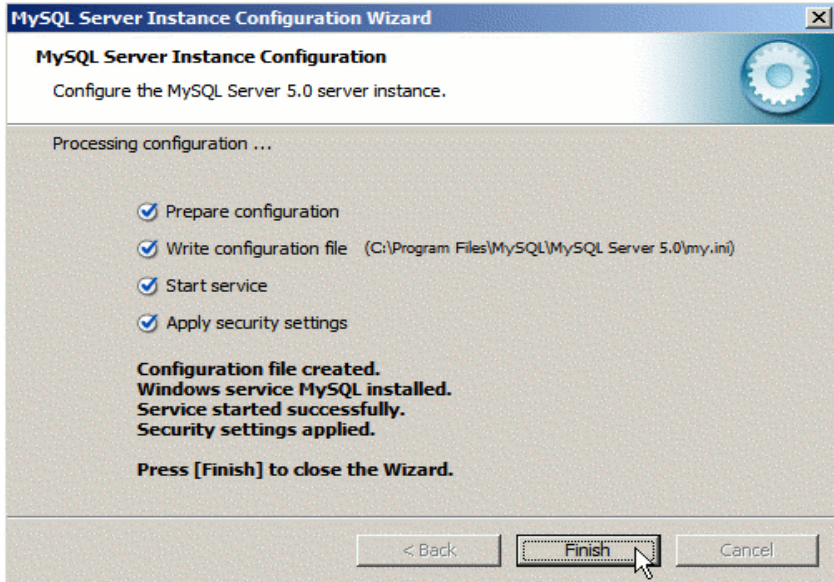 MySQL Server Instance Configuration Wizard
MySQL Server Instance Configuration
Configure the MySQL Server 5.0 server instance.
Processing configuration ...
Prepare configuration
Write configuration file (C:\Program Files\MySQL\MySQL Server 5.0\my.ini)
Start service
Apply security settings
Configuration file created.
Windows service MySQL installed.
Service started successfully.
Security settings applied.
Press [Finish] to close the Wizard.
< Back Finish Cancel